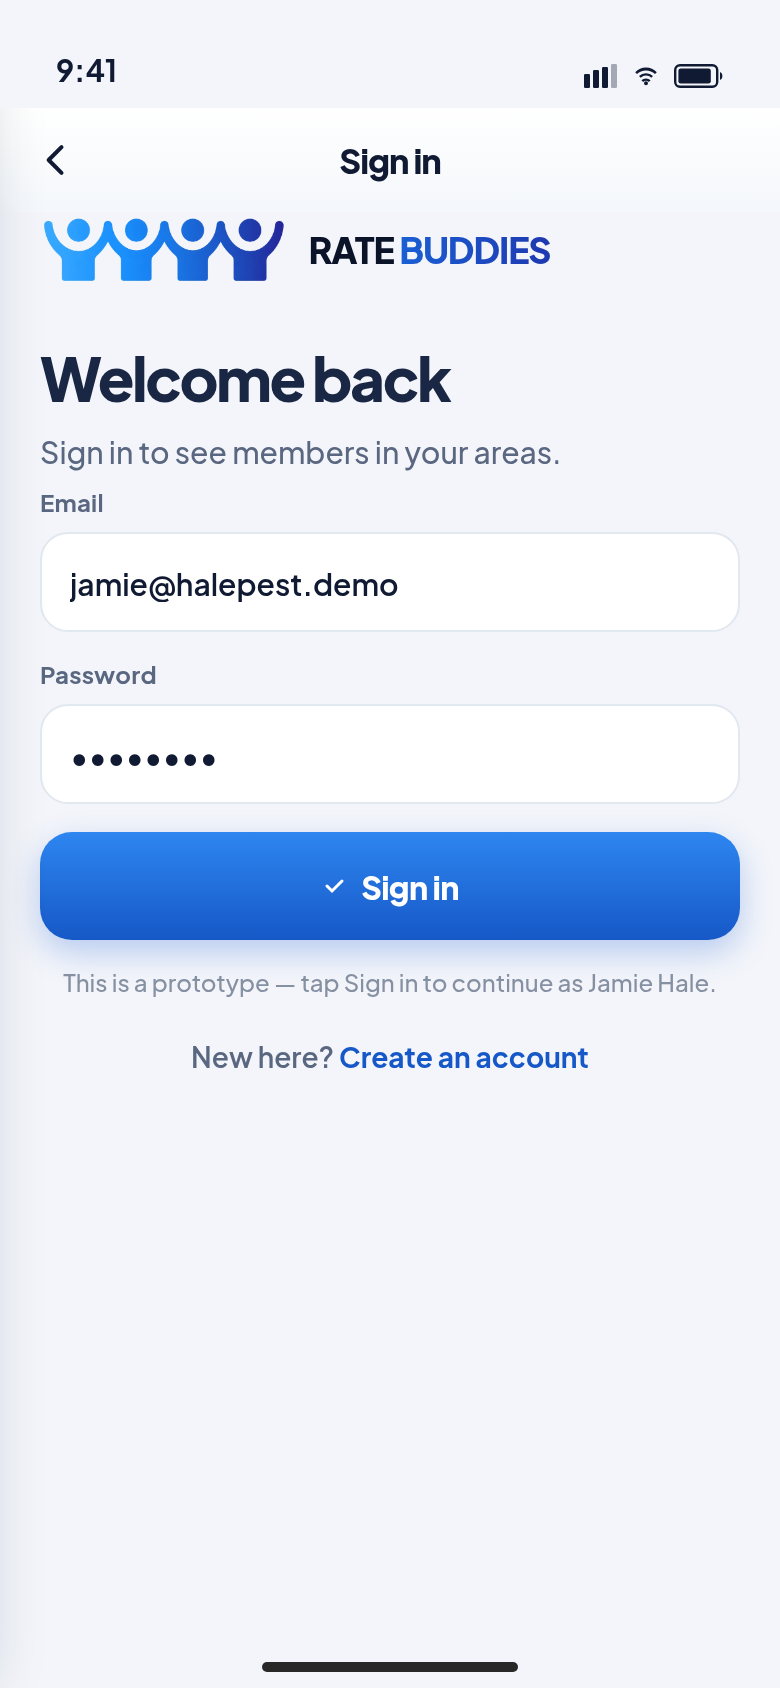 9:41
Sign in
RATE BUDDIES
Welcome back
Sign in to see members in your areas.
Email
jamie@halepest.demo
Password
••••••••
Sign in
This is a prototype — tap Sign in to continue as Jamie Hale.
New here? Create an account